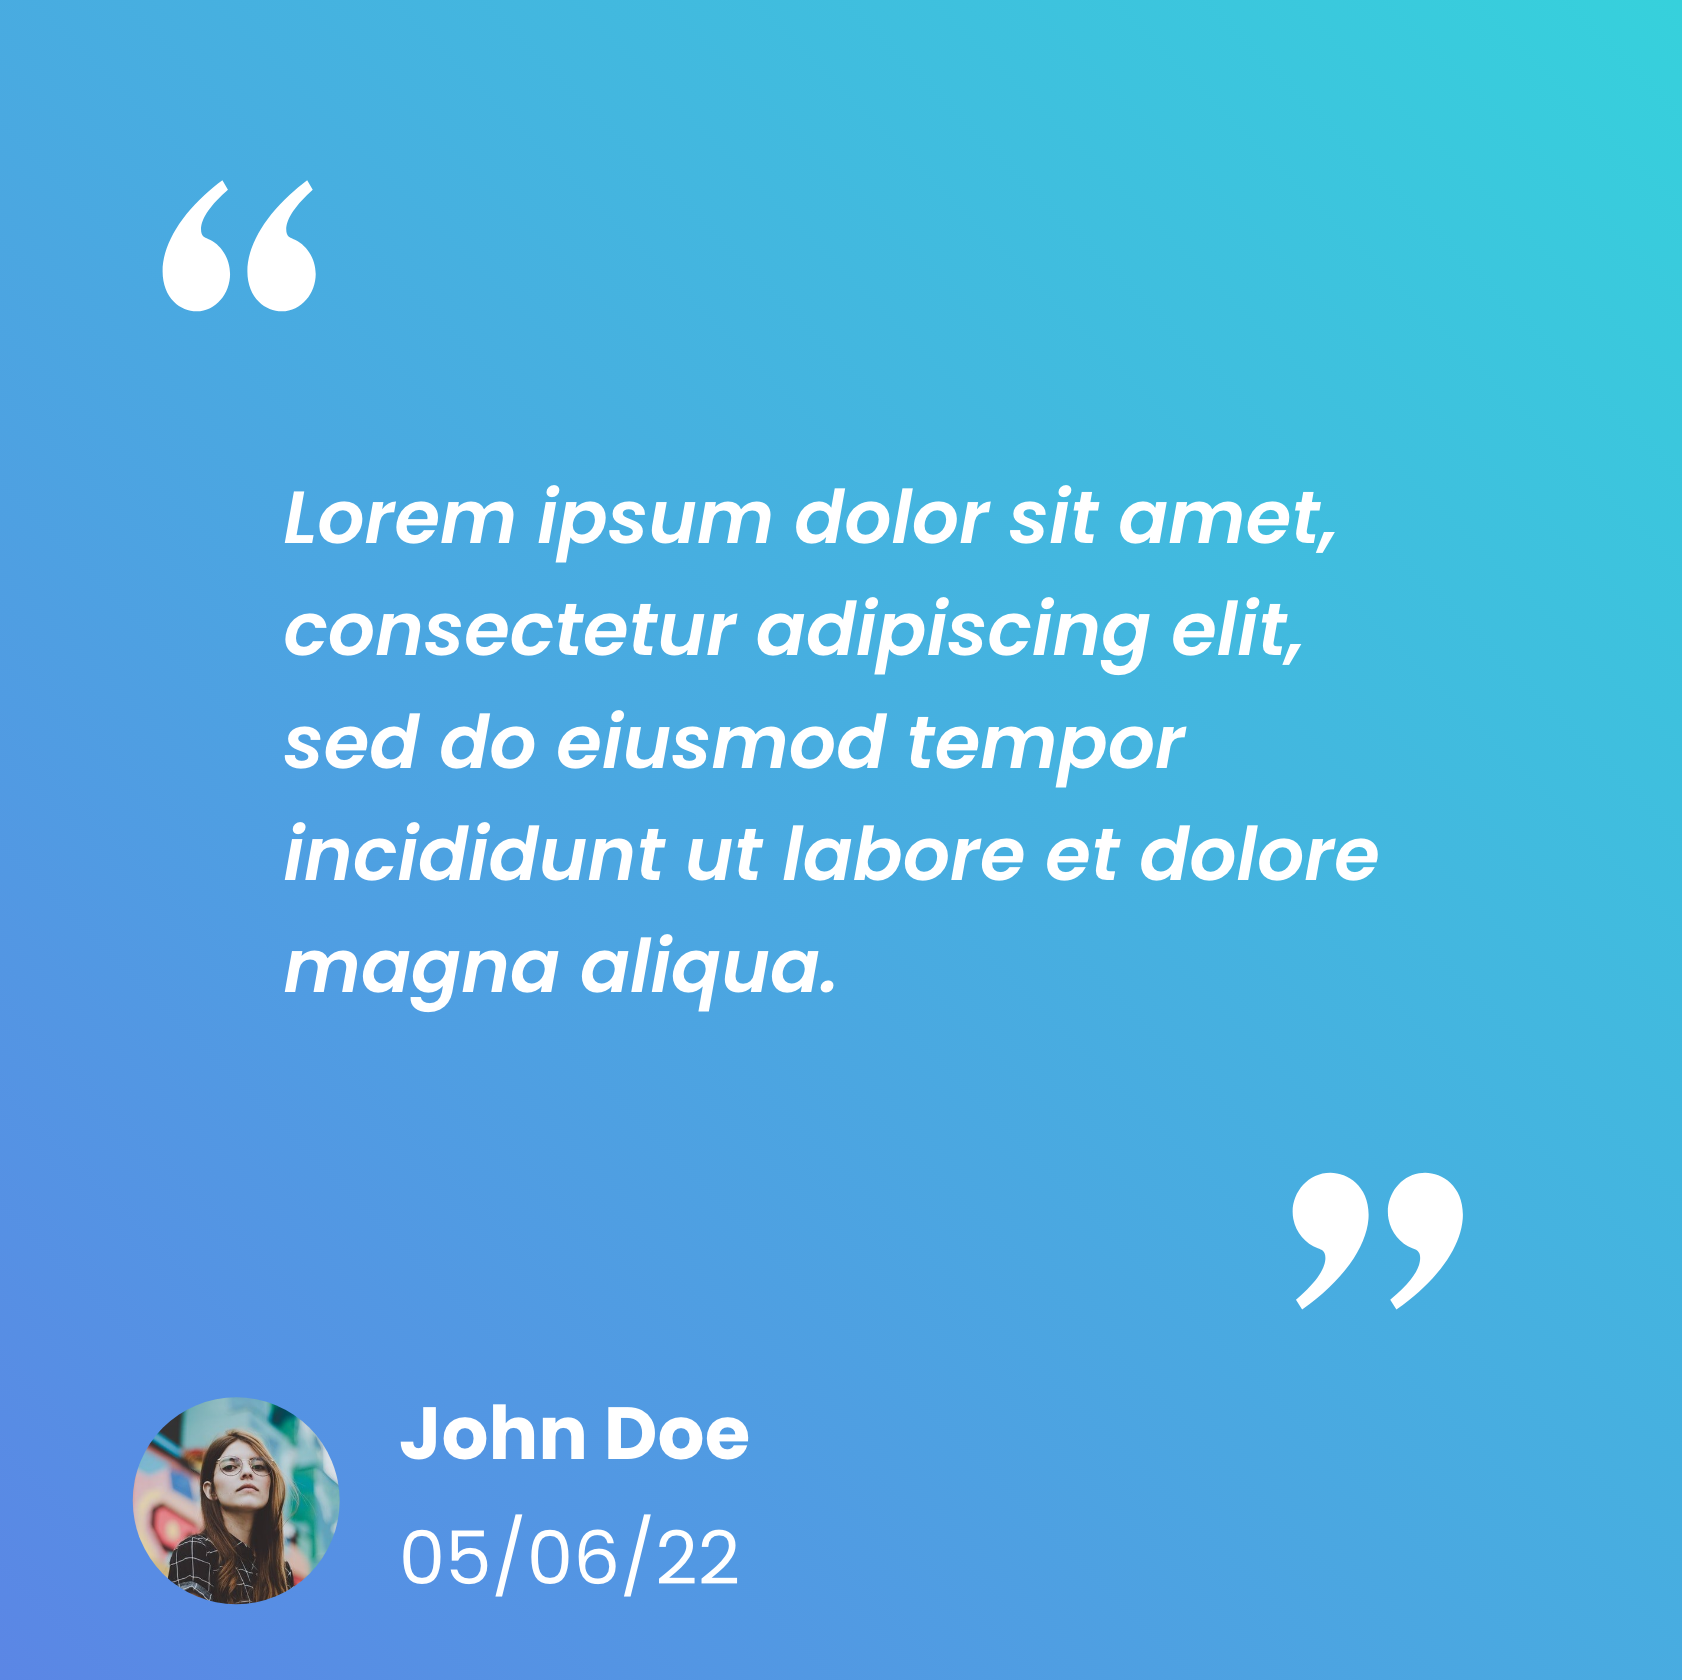 “
Lorem ipsum dolor sit amet,
consectetur adipiscing elit,
sed do eiusmod tempor
incididunt ut labore et dolore
magna aliqua.
”
John Doe
05/06/22